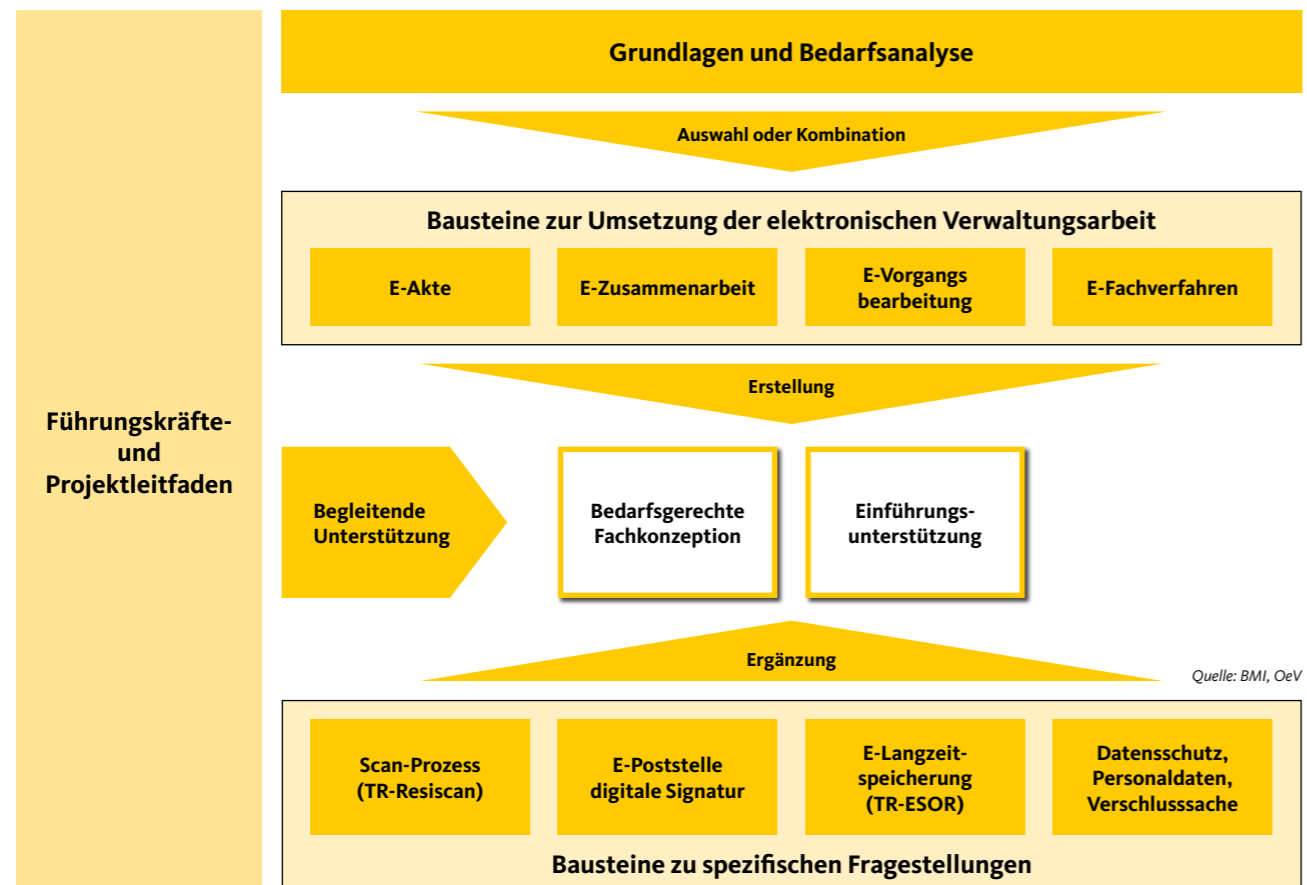 Führungskräfte-
und
Projektleitfaden
Grundlagen und Bedarfsanalyse
Auswahl oder Kombination
Bausteine zur Umsetzung der elektronischen Verwaltungsarbeit
E-Akte
E-Zusammenarbeit
E-Vorgangs
bearbeitung
E-Fachverfahren
Erstellung
Begleitende
Unterstützung
Bedarfsgerechte
Fachkonzeption
Einführungs-
unterstützung
Ergänzung
Quelle: BMI, OeV
Scan-Prozess
(TR-Resiscan)
E-Poststelle
digitale Signatur
E-Langzeit-
speicherung
(TR-ESOR)
Datensschutz,
Personaldaten,
Verschlusssache
Bausteine zu spezifischen Fragestellungen